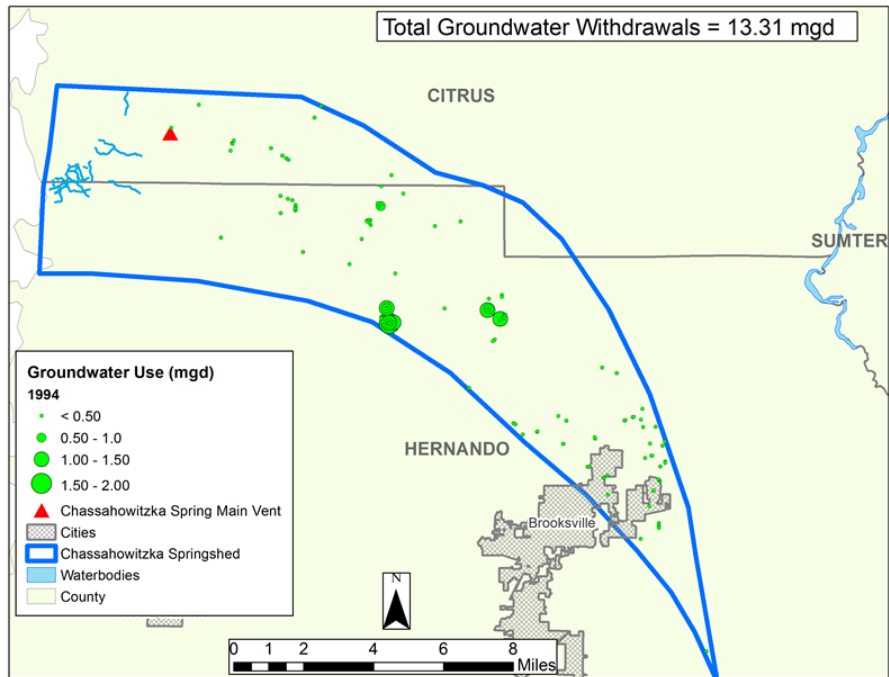 Total Groundwater Withdrawals = 13.31 mgd
CITRUS
SUMTER
HERNANDO
Brooksville
Groundwater Use (mgd)
1994
< 0.50
0.50 - 1.0
1.00 - 1.50
1.50 - 2.00
Chassahowitzka Spring Main Vent
Cities
Chassahowitzka Springshed
Waterbodies
County
N
0 1 2 4 6 8
Miles